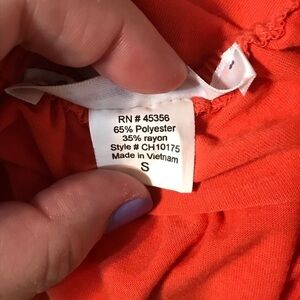 RN # 45356
65% Polyester
35% rayon
Style # CH10175
Made in Vietnam
S